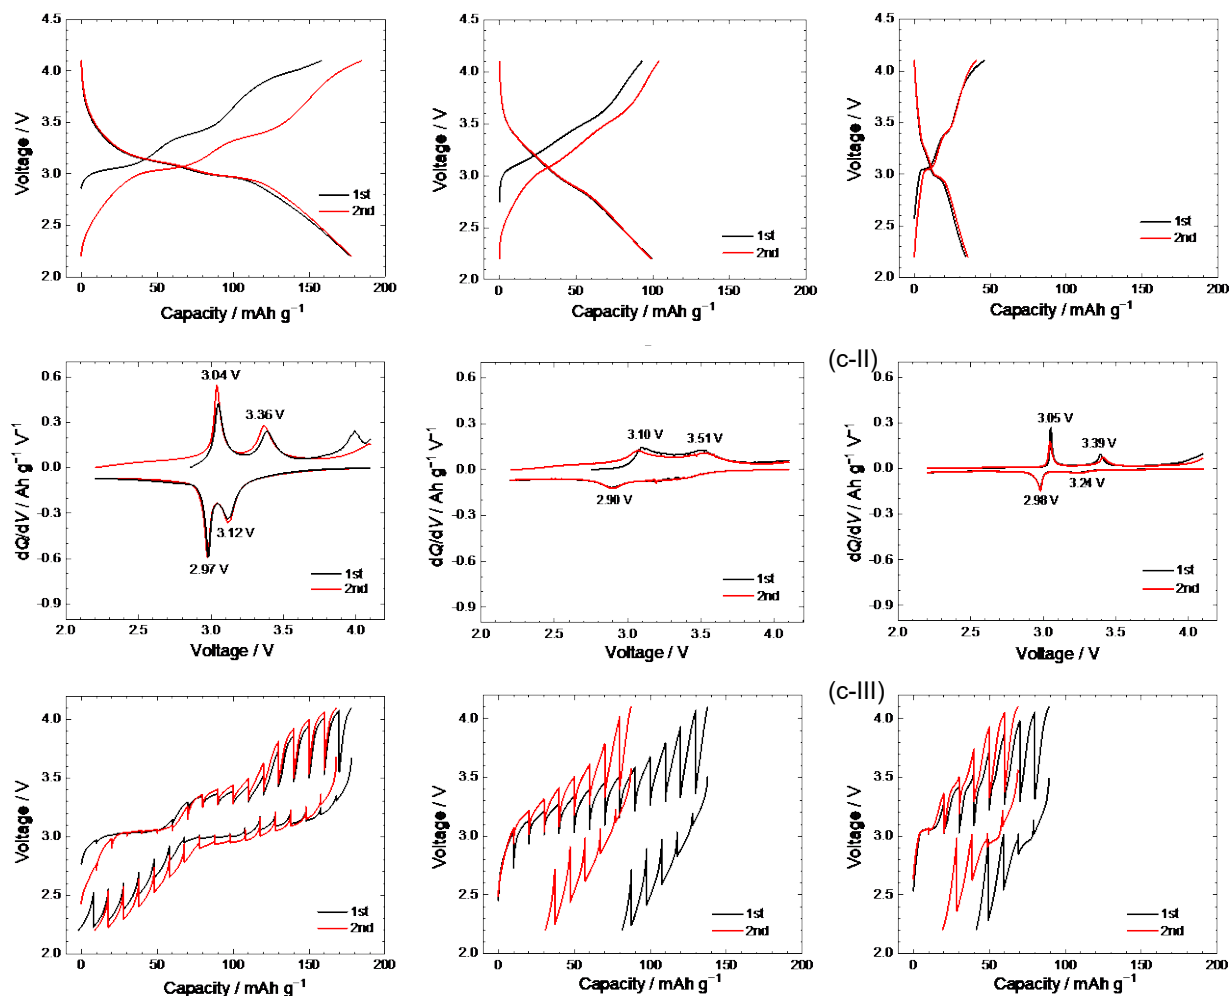 4.5
4.0
3.5
3.0
2.5
2.0
Voltage / V
1st
2nd
0 50 100 150 200
Capacity / mAh g⁻¹
4.5
4.0
3.5
3.0
2.5
2.0
Voltage / V
1st
2nd
0 50 100 150 200
Capacity / mAh g⁻¹
4.5
4.0
3.5
3.0
2.5
2.0
Voltage / V
1st
2nd
0 50 100 150 200
Capacity / mAh g⁻¹
0.6
0.3
0.0
-0.3
-0.6
-0.9
dQ/dV / Ah g⁻¹ V⁻¹
3.04 V
3.36 V
3.12 V
2.97 V
1st
2nd
2.0 2.5 3.0 3.5 4.0
Voltage / V
0.6
0.3
0.0
-0.3
-0.6
-0.9
dQ/dV / Ah g⁻¹ V⁻¹
3.10 V
3.51 V
2.90 V
1st
2nd
2.0 2.5 3.0 3.5 4.0
Voltage / V
(c-II)
0.6
0.3
0.0
-0.3
-0.6
-0.9
dQ/dV / Ah g⁻¹ V⁻¹
3.05 V
3.39 V
3.24 V
2.98 V
1st
2nd
2.0 2.5 3.0 3.5 4.0
Voltage / V
4.0
3.5
3.0
2.5
2.0
Voltage / V
1st
2nd
0 50 100 150 200
Capacity / mAh g⁻¹
4.0
3.5
3.0
2.5
2.0
Voltage / V
1st
2nd
0 50 100 150 200
Capacity / mAh g⁻¹
(c-III)
4.0
3.5
3.0
2.5
2.0
Voltage / V
1st
2nd
0 50 100 150 200
Capacity / mAh g⁻¹